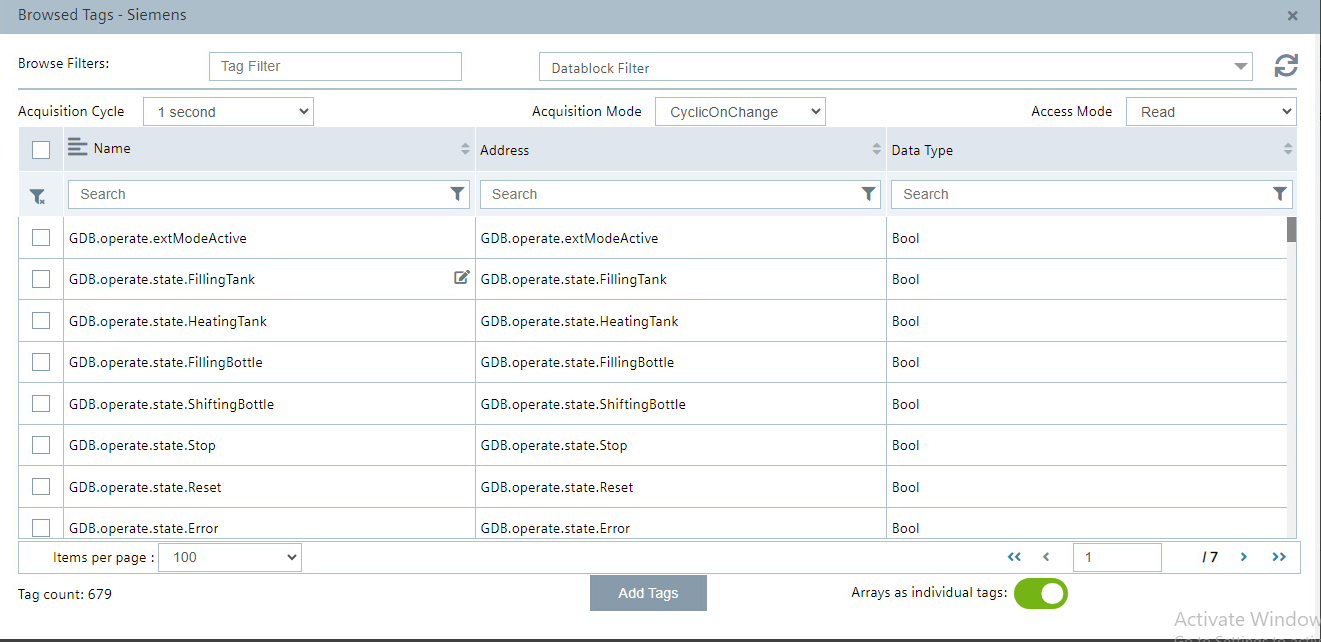 Browsed Tags - Siemens
Browse Filters: Tag Filter Datablock Filter
Acquisition Cycle 1 second Acquisition Mode CyclicOnChange Access Mode Read
Name Address Data Type
Search Search Search
GDB.operate.extModeActive GDB.operate.extModeActive Bool
GDB.operate.state.FillingTank GDB.operate.state.FillingTank Bool
GDB.operate.state.HeatingTank GDB.operate.state.HeatingTank Bool
GDB.operate.state.FillingBottle GDB.operate.state.FillingBottle Bool
GDB.operate.state.ShiftingBottle GDB.operate.state.ShiftingBottle Bool
GDB.operate.state.Stop GDB.operate.state.Stop Bool
GDB.operate.state.Reset GDB.operate.state.Reset Bool
GDB.operate.state.Error GDB.operate.state.Error Bool
Items per page : 100 << < 1 / 7 > >>
Tag count: 679 Add Tags Arrays as individual tags:
Activate Window